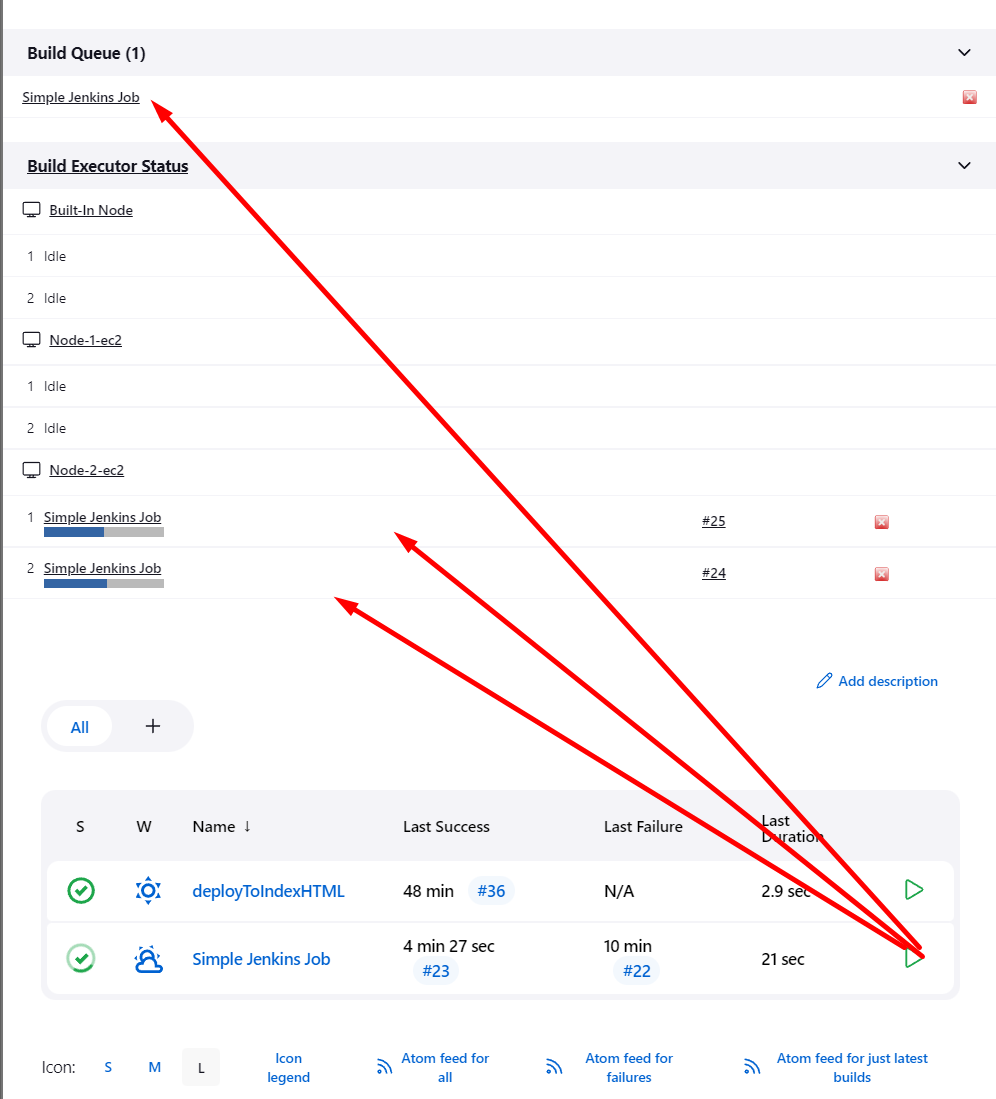 Build Queue (1)
Simple Jenkins Job
Build Executor Status
Built-In Node
1 Idle
2 Idle
Node-1-ec2
1 Idle
2 Idle
Node-2-ec2
1 Simple Jenkins Job #25
2 Simple Jenkins Job #24
Add description
All +
S W Name ↓ Last Success Last Failure Last
Duration
deployToIndexHTML 48 min #36 N/A 2.9 sec
Simple Jenkins Job 4 min 27 sec #23 10 min #22 21 sec
Icon: S M L
Icon
legend
Atom feed for
all
Atom feed for
failures
Atom feed for just latest
builds